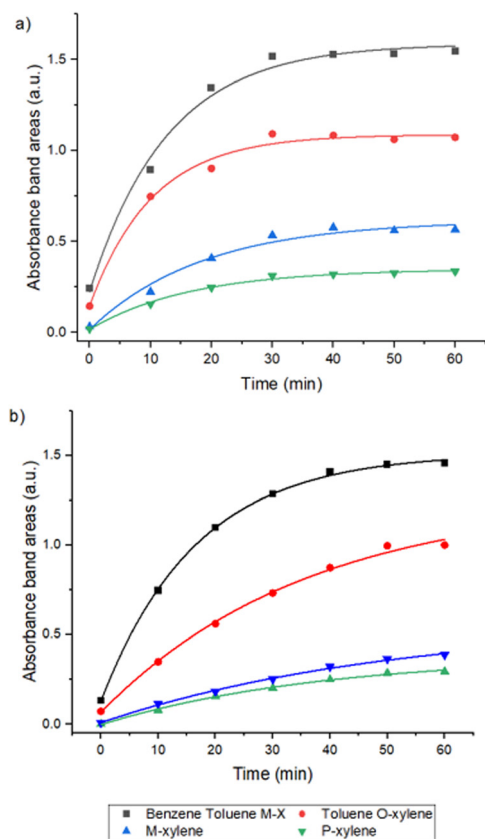 a)
Absorbance band areas (a.u.)
1.5
1.0
0.5
0.0
0 10 20 30 40 50 60
Time (min)
b)
Absorbance band areas (a.u.)
1.5
1.0
0.5
0.0
0 10 20 30 40 50 60
Time (min)
Benzene Toluene M-X Toluene O-xylene
M-xylene P-xylene